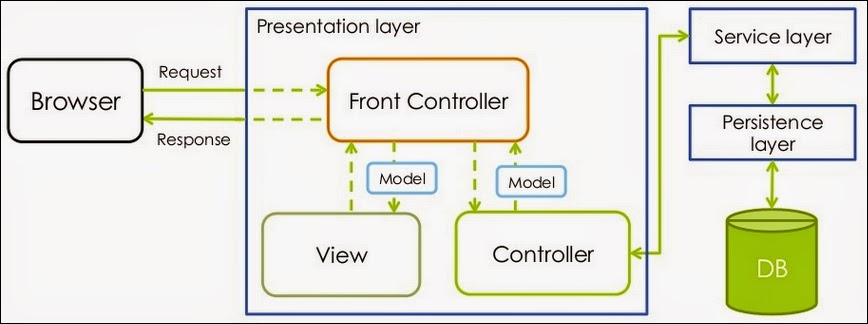 Presentation layer
Service layer
Request
Browser
Front Controller
Persistence
layer
Response
Model
Model
View
Controller
DB